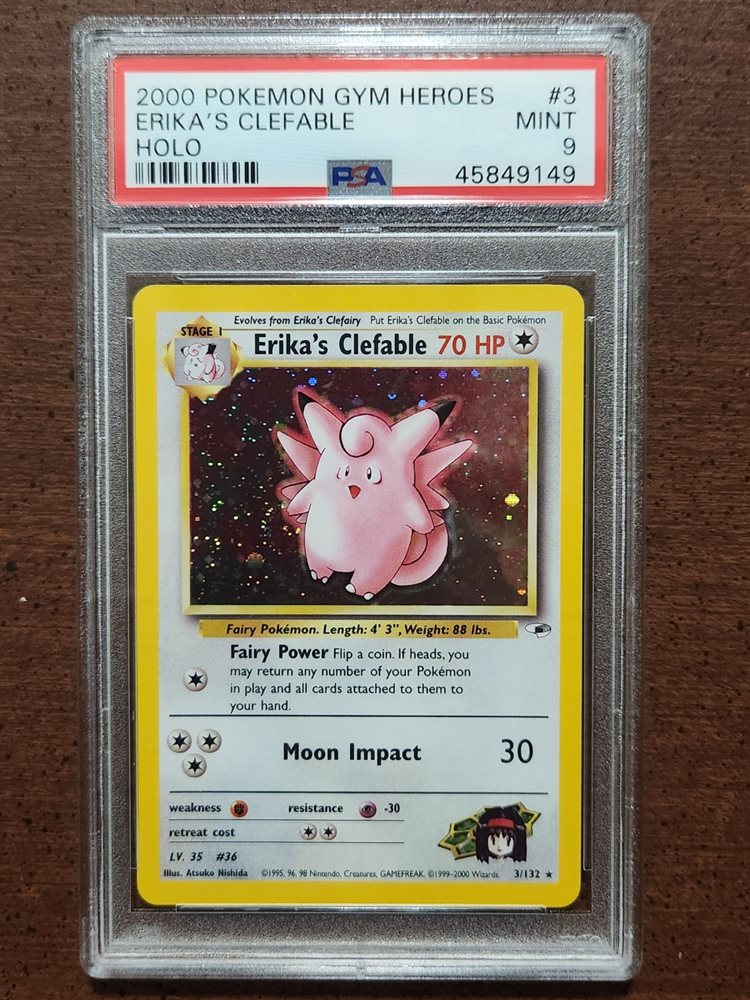 2000 POKEMON GYM HEROES #3
ERIKA'S CLEFABLE MINT
HOLO 9
PSA 45849149
Evolves from Erika's Clefairy Put Erika's Clefable on the Basic Pokémon
STAGE 1
Erika's Clefable 70 HP
Fairy Pokémon. Length: 4' 3", Weight: 88 lbs.
Fairy Power Flip a coin. If heads, you
may return any number of your Pokémon
in play and all cards attached to them to
your hand.
Moon Impact 30
weakness resistance -30
retreat cost
LV. 35 #36
Illus. Atsuko Nishida ©1995, 96, 98 Nintendo, Creatures, GAMEFREAK. ©1999-2000 Wizards. 3/132 ★